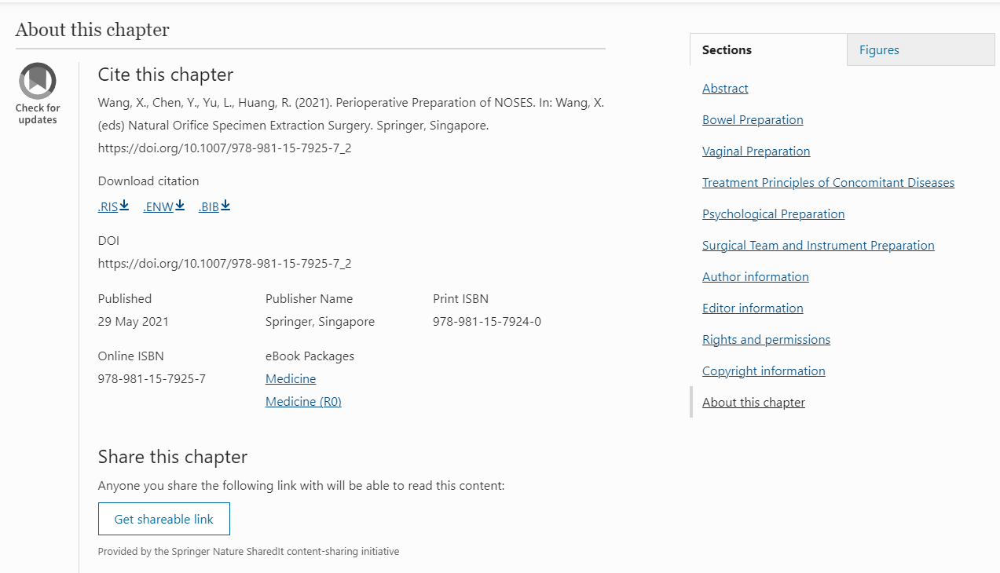 About this chapter
Check for
updates
Cite this chapter
Wang, X., Chen, Y., Yu, L., Huang, R. (2021). Perioperative Preparation of NOSES. In: Wang, X.
(eds) Natural Orifice Specimen Extraction Surgery. Springer, Singapore.
https://doi.org/10.1007/978-981-15-7925-7_2
Download citation
.RIS .ENW .BIB
DOI
https://doi.org/10.1007/978-981-15-7925-7_2
Published Publisher Name Print ISBN
29 May 2021 Springer, Singapore 978-981-15-7924-0
Online ISBN eBook Packages
978-981-15-7925-7 Medicine
Medicine (R0)
Share this chapter
Anyone you share the following link with will be able to read this content:
Get shareable link
Provided by the Springer Nature SharedIt content-sharing initiative
Sections Figures
Abstract
Bowel Preparation
Vaginal Preparation
Treatment Principles of Concomitant Diseases
Psychological Preparation
Surgical Team and Instrument Preparation
Author information
Editor information
Rights and permissions
Copyright information
About this chapter